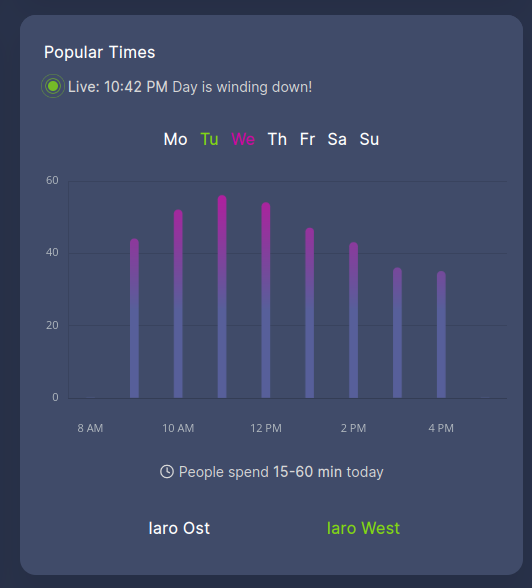 Popular Times
Live: 10:42 PM Day is winding down!
Mo Tu We Th Fr Sa Su
60
40
20
0
8 AM 10 AM 12 PM 2 PM 4 PM
People spend 15-60 min today
Iaro Ost Iaro West